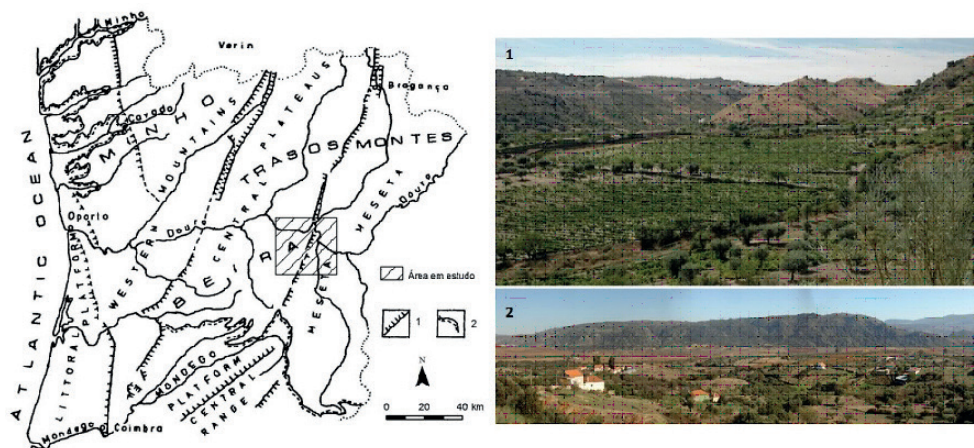 Minho
Verin
Bragança
Cavado
MINHO
ATLANTIC OCEAN
Oporto
LITTORAL PLATFORM
WESTERN MOUNTAINS
CENTRAL PLATEAUS
TRAS OS MONTES
MESETA
Douro
Douro
BEIRA
MESETA
Área em estudo
1
2
N
0 20 40 km
MONDEGO PLATFORM
CENTRAL RANGE
Mondego
Coimbra
1
2